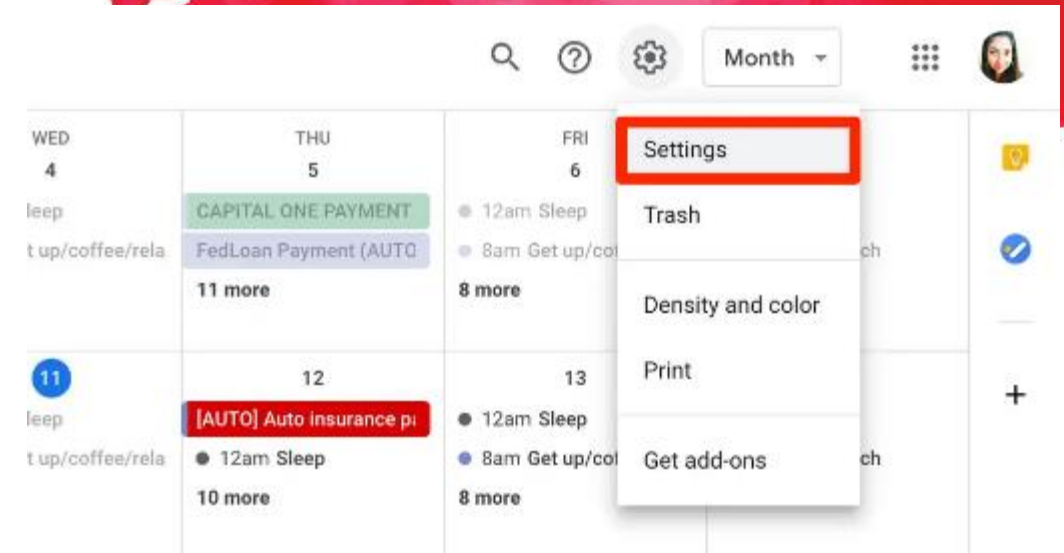 Month
WED
THU
FRI
4
5
6
Settings
leep
CAPITAL ONE PAYMENT
12am Sleep
Trash
t up/coffee/rela
FedLoan Payment (AUTO
8am Get up/cof
ch
11 more
8 more
Density and color
11
12
13
Print
leep
[AUTO] Auto insurance pa
12am Sleep
t up/coffee/rela
12am Sleep
8am Get up/cof
Get add-ons
ch
10 more
8 more